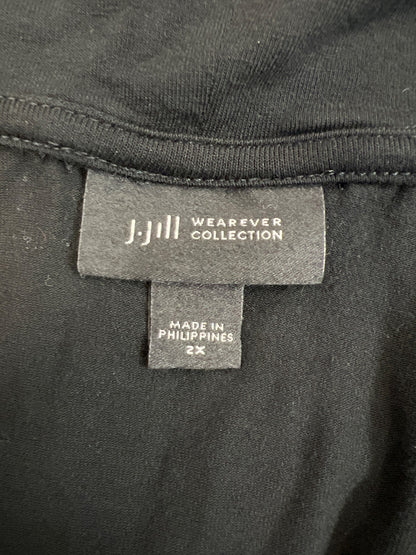 J.Jill WEAREVER
COLLECTION
MADE IN
PHILIPPINES
2X